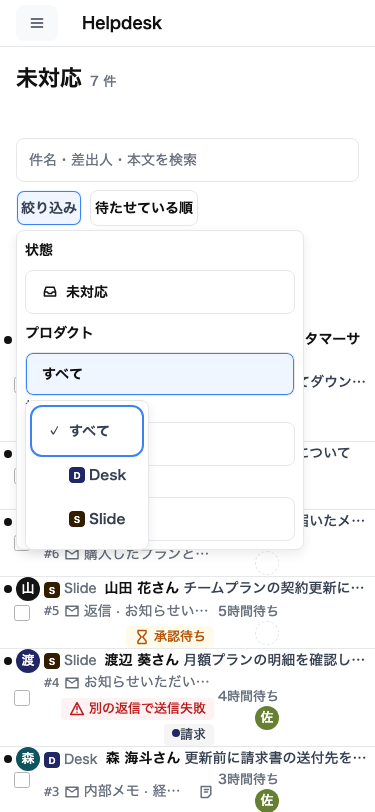 Helpdesk
未対応 7 件
件名・差出人・本文を検索
絞り込み 待たせている順
状態
未対応
プロダクト
タマーサ
すべて
てダウン…
✓ すべて
について
D Desk
S Slide
届いたメ…
#6 購入したプランと…
山 S Slide 山田 花さん チームプランの契約更新に…
#5 返信 · お知らせい… 5時間待ち
承認待ち
渡 S Slide 渡辺 葵さん 月額プランの明細を確認し…
#4 お知らせいただい…
4時間待ち
別の返信で送信失敗
佐
請求
森 D Desk 森 海斗さん 更新前に請求書の送付先を…
3時間待ち
#3 内部メモ · 経…
佐